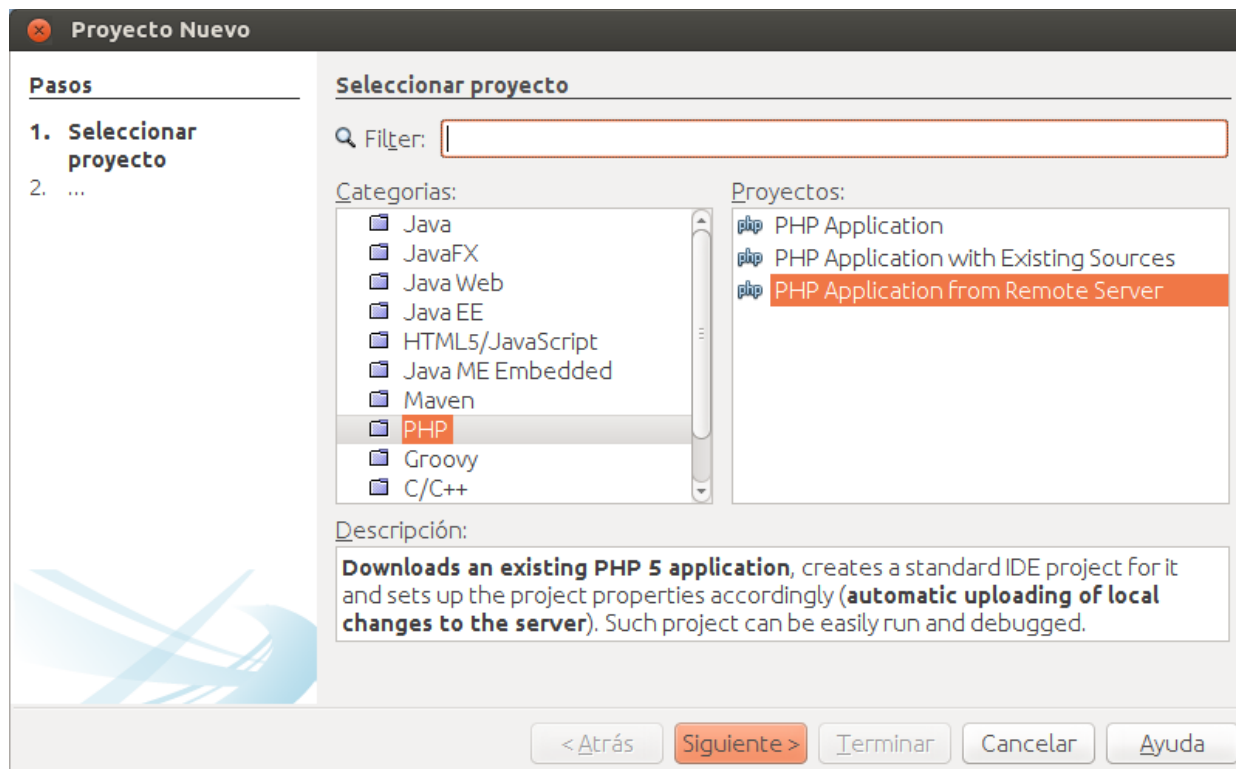 Proyecto Nuevo
Pasos
1. Seleccionar
proyecto
2. ...
Seleccionar proyecto
Filter:
Categorias:
Java
JavaFX
Java Web
Java EE
HTML5/JavaScript
Java ME Embedded
Maven
PHP
Groovy
C/C++
Proyectos:
php PHP Application
php PHP Application with Existing Sources
php PHP Application from Remote Server
Descripción:
Downloads an existing PHP 5 application, creates a standard IDE project for it
and sets up the project properties accordingly (automatic uploading of local
changes to the server). Such project can be easily run and debugged.
< Atrás
Siguiente >
Terminar
Cancelar
Ayuda